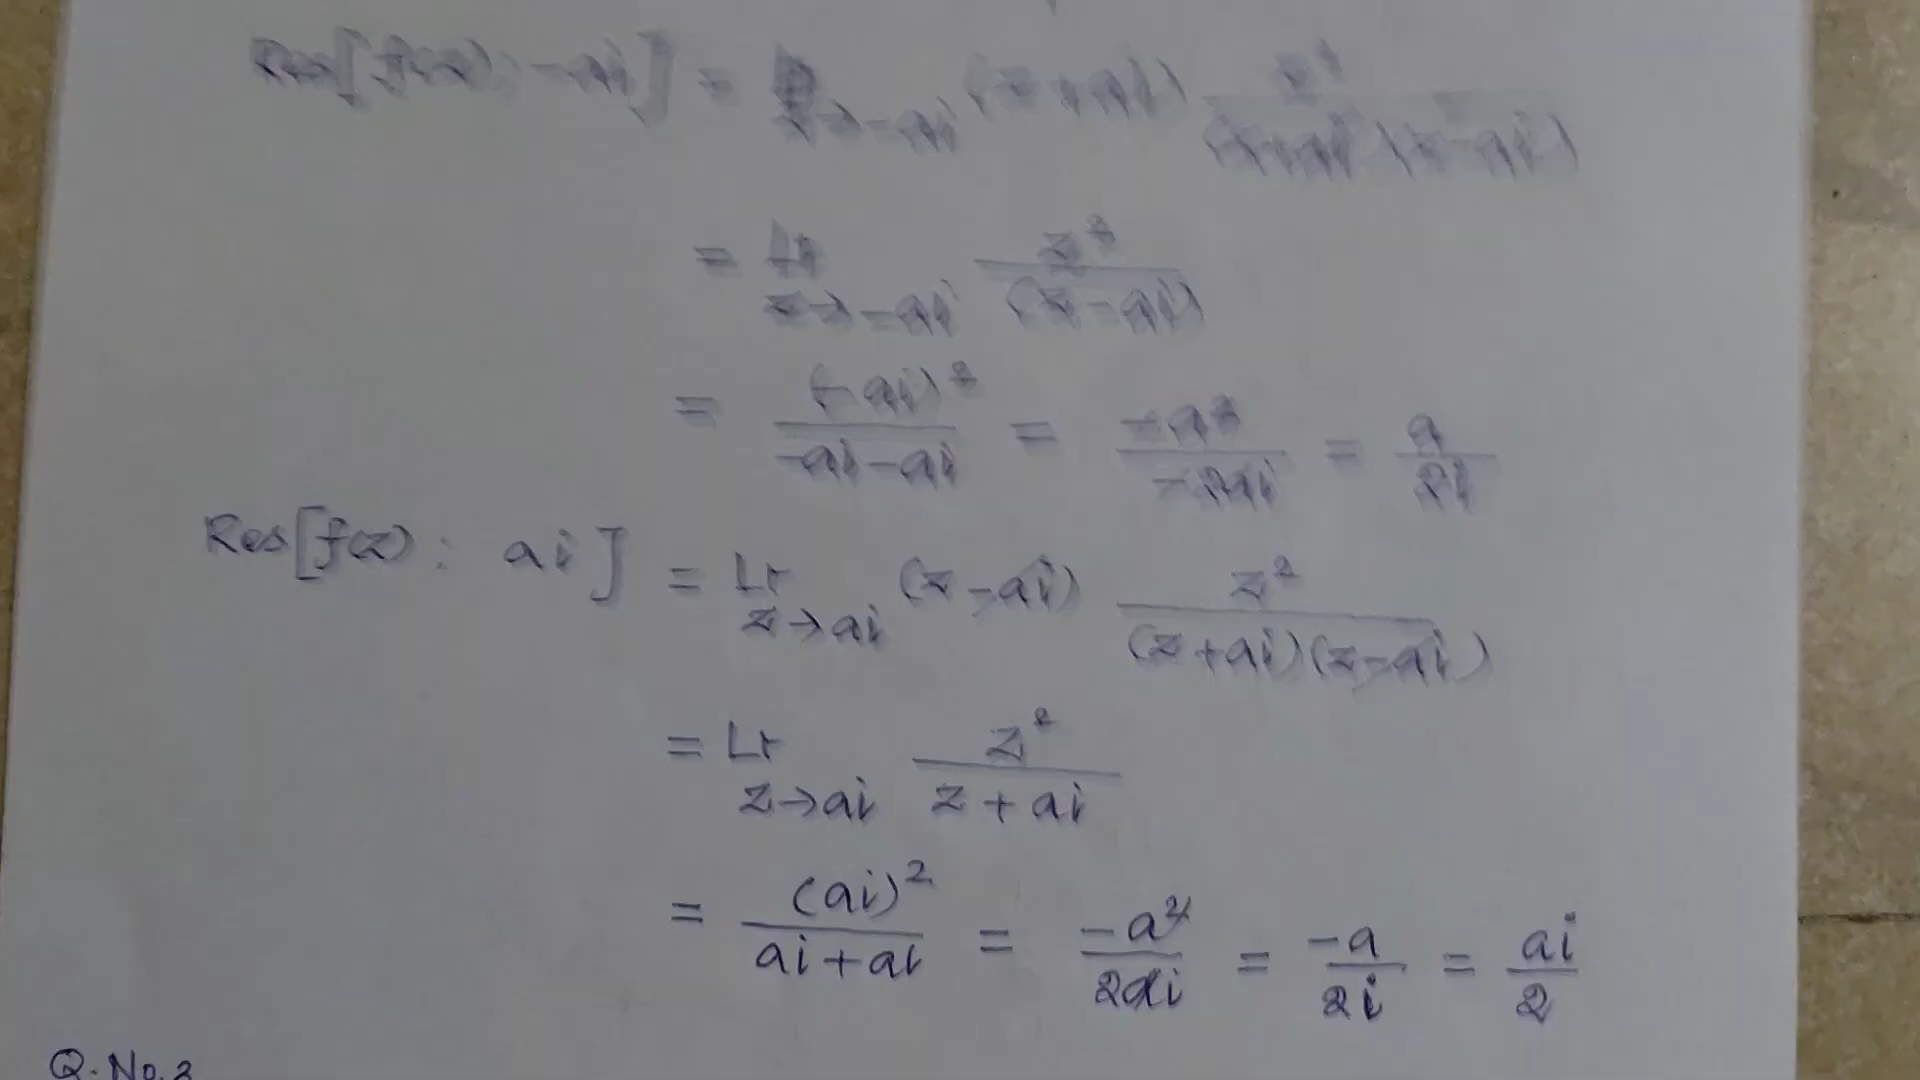 Res[f(z) : -ai] = Lt z→-ai (z+ai) z²/((z+ai)(z-ai))
= Lt z→-ai z²/(z-ai)
= (-ai)²/(-ai-ai) = -a²/(-2ai) = a/2i
Res[f(z) : ai] = Lt z→ai (z-ai) z²/((z+ai)(z-ai))
= Lt z→ai z²/(z+ai)
= (ai)²/(ai+ai) = -a²/2ai = -a/2i = ai/2
Q.No.3